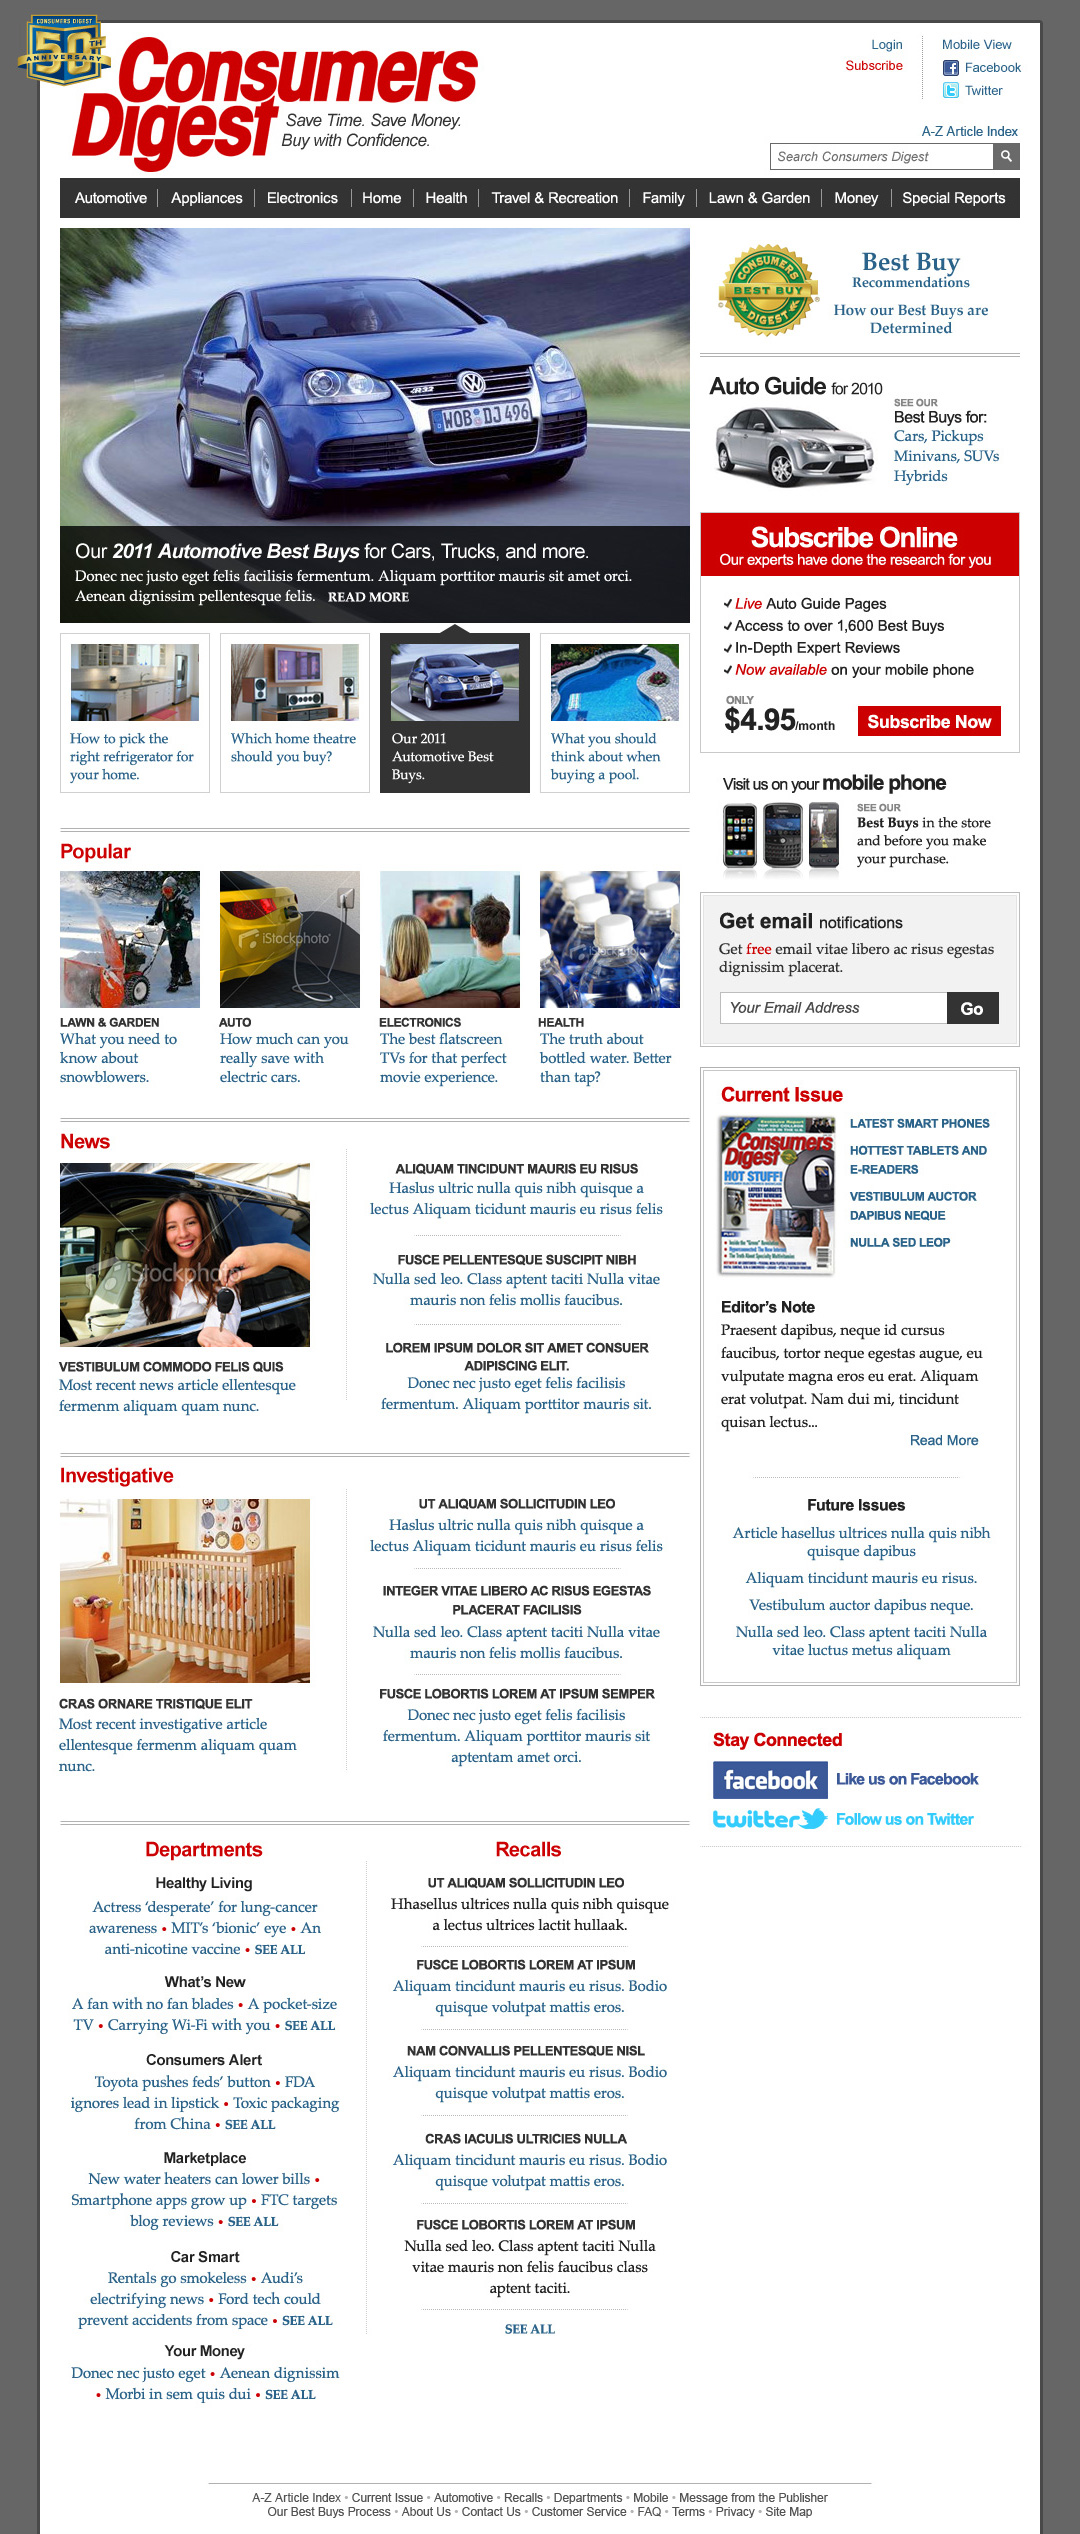 CONSUMERS DIGEST
50TH
ANNIVERSARY
Consumers
Digest
Save Time. Save Money.
Buy with Confidence.
Login
Subscribe
Mobile View
Facebook
Twitter
A-Z Article Index
Search Consumers Digest
Automotive Appliances Electronics Home Health Travel & Recreation Family Lawn & Garden Money Special Reports
R32
WOB DJ 496
Our 2011 Automotive Best Buys for Cars, Trucks, and more.
Donec nec justo eget felis facilisis fermentum. Aliquam porttitor mauris sit amet orci.
Aenean dignissim pellentesque felis. READ MORE
How to pick the
right refrigerator for
your home.
Which home theatre
should you buy?
Our 2011
Automotive Best
Buys.
What you should
think about when
buying a pool.
Popular
iStockphoto
iStockphoto
LAWN & GARDEN
What you need to
know about
snowblowers.
AUTO
How much can you
really save with
electric cars.
ELECTRONICS
The best flatscreen
TVs for that perfect
movie experience.
HEALTH
The truth about
bottled water. Better
than tap?
News
iStockphoto
VESTIBULUM COMMODO FELIS QUIS
Most recent news article ellentesque
fermenm aliquam quam nunc.
ALIQUAM TINCIDUNT MAURIS EU RISUS
Haslus ultric nulla quis nibh quisque a
lectus Aliquam ticidunt mauris eu risus felis
FUSCE PELLENTESQUE SUSCIPIT NIBH
Nulla sed leo. Class aptent taciti Nulla vitae
mauris non felis mollis faucibus.
LOREM IPSUM DOLOR SIT AMET CONSUER
ADIPISCING ELIT.
Donec nec justo eget felis facilisis
fermentum. Aliquam porttitor mauris sit.
Investigative
CRAS ORNARE TRISTIQUE ELIT
Most recent investigative article
ellentesque fermenm aliquam quam
nunc.
UT ALIQUAM SOLLICITUDIN LEO
Haslus ultric nulla quis nibh quisque a
lectus Aliquam ticidunt mauris eu risus felis
INTEGER VITAE LIBERO AC RISUS EGESTAS
PLACERAT FACILISIS
Nulla sed leo. Class aptent taciti Nulla vitae
mauris non felis mollis faucibus.
FUSCE LOBORTIS LOREM AT IPSUM SEMPER
Donec nec justo eget felis facilisis
fermentum. Aliquam porttitor mauris sit
aptentam amet orci.
Departments
Healthy Living
Actress ‘desperate’ for lung-cancer
awareness • MIT’s ‘bionic’ eye • An
anti-nicotine vaccine • SEE ALL
What’s New
A fan with no fan blades • A pocket-size
TV • Carrying Wi-Fi with you • SEE ALL
Consumers Alert
Toyota pushes feds’ button • FDA
ignores lead in lipstick • Toxic packaging
from China • SEE ALL
Marketplace
New water heaters can lower bills •
Smartphone apps grow up • FTC targets
blog reviews • SEE ALL
Car Smart
Rentals go smokeless • Audi’s
electrifying news • Ford tech could
prevent accidents from space • SEE ALL
Your Money
Donec nec justo eget • Aenean dignissim
• Morbi in sem quis dui • SEE ALL
Recalls
UT ALIQUAM SOLLICITUDIN LEO
Hhasellus ultrices nulla quis nibh quisque
a lectus ultrices lactit hullaak.
FUSCE LOBORTIS LOREM AT IPSUM
Aliquam tincidunt mauris eu risus. Bodio
quisque volutpat mattis eros.
NAM CONVALLIS PELLENTESQUE NISL
Aliquam tincidunt mauris eu risus. Bodio
quisque volutpat mattis eros.
CRAS IACULIS ULTRICIES NULLA
Aliquam tincidunt mauris eu risus. Bodio
quisque volutpat mattis eros.
FUSCE LOBORTIS LOREM AT IPSUM
Nulla sed leo. Class aptent taciti Nulla
vitae mauris non felis faucibus class
aptent taciti.
SEE ALL
CONSUMERS
BEST BUY
DIGEST
Best Buy
Recommendations
How our Best Buys are
Determined
Auto Guide for 2010
SEE OUR
Best Buys for:
Cars, Pickups
Minivans, SUVs
Hybrids
Subscribe Online
Our experts have done the research for you
Live Auto Guide Pages
Access to over 1,600 Best Buys
In-Depth Expert Reviews
Now available on your mobile phone
ONLY
$4.95/month
Subscribe Now
Visit us on your mobile phone
SEE OUR
Best Buys in the store
and before you make
your purchase.
Get email notifications
Get free email vitae libero ac risus egestas
dignissim placerat.
Your Email Address
Go
Current Issue
Consumers
Digest
HOT STUFF!
LATEST GADGETS
EXPERT REVIEWS
LATEST SMART PHONES
HOTTEST TABLETS AND
E-READERS
VESTIBULUM AUCTOR
DAPIBUS NEQUE
NULLA SED LEOP
Editor’s Note
Praesent dapibus, neque id cursus
faucibus, tortor neque egestas augue, eu
vulputate magna eros eu erat. Aliquam
erat volutpat. Nam dui mi, tincidunt
quisan lectus...
Read More
Future Issues
Article hasellus ultrices nulla quis nibh
quisque dapibus
Aliquam tincidunt mauris eu risus.
Vestibulum auctor dapibus neque.
Nulla sed leo. Class aptent taciti Nulla
vitae luctus metus aliquam
Stay Connected
facebook Like us on Facebook
twitter Follow us on Twitter
A-Z Article Index • Current Issue • Automotive • Recalls • Departments • Mobile • Message from the Publisher
Our Best Buys Process • About Us • Contact Us • Customer Service • FAQ • Terms • Privacy • Site Map